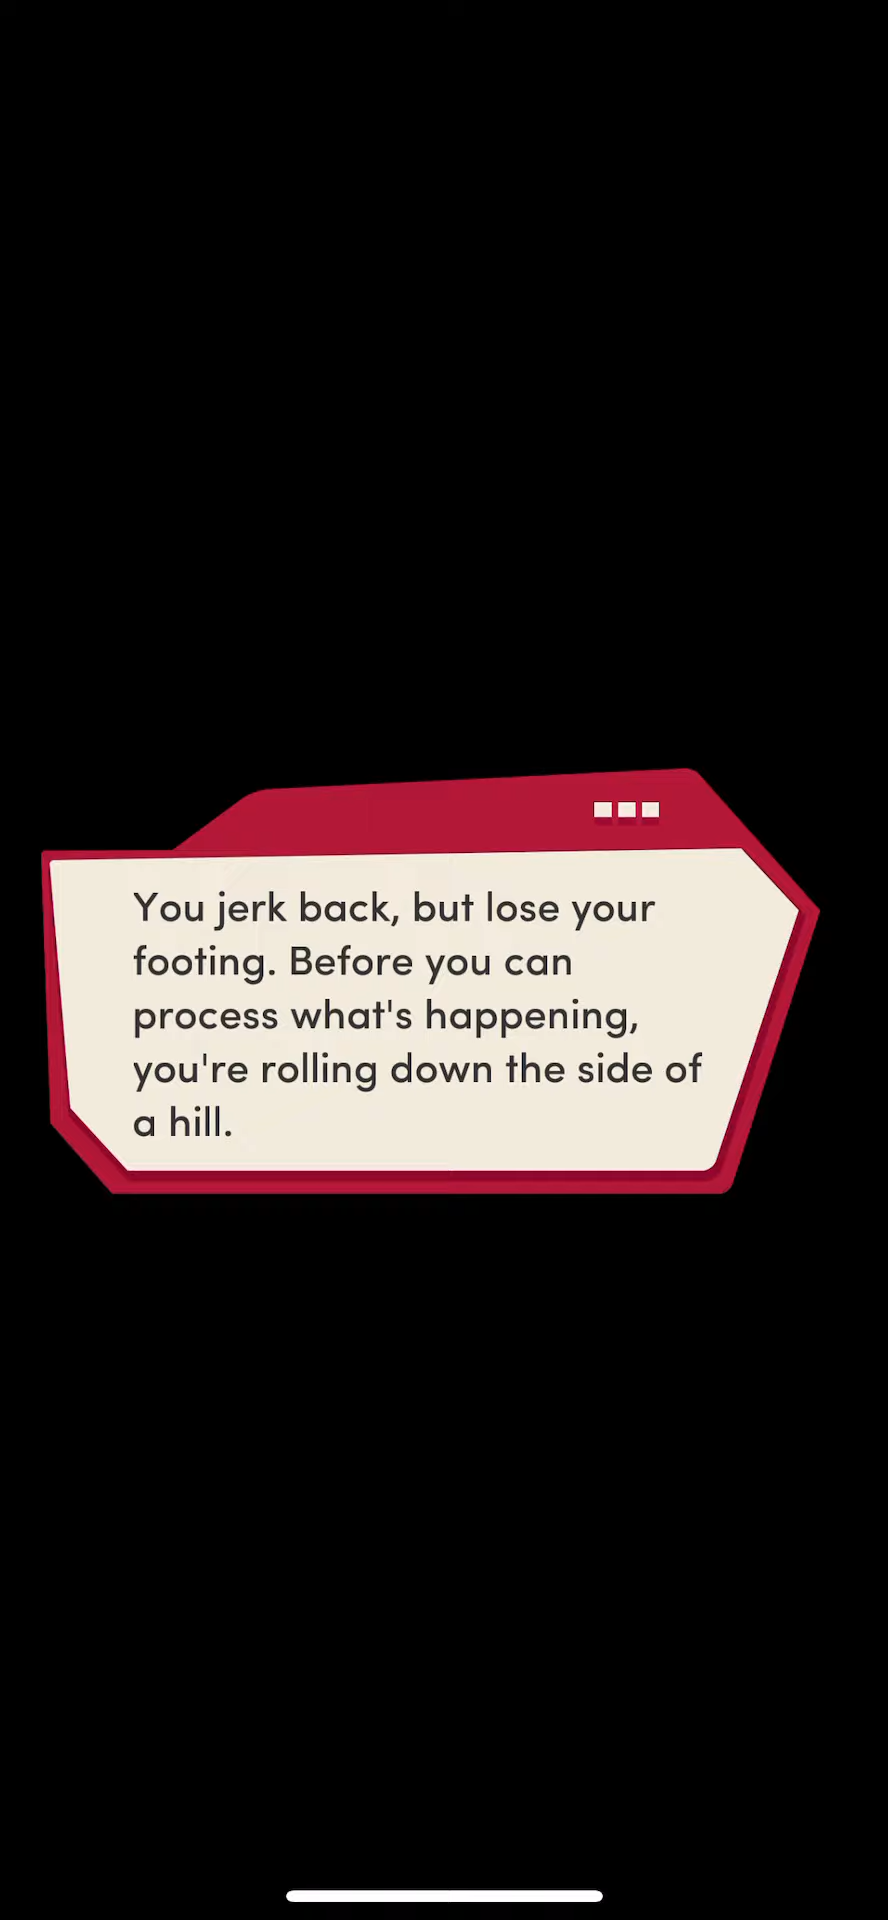 You jerk back, but lose your
footing. Before you can
process what's happening,
you're rolling down the side of
a hill.